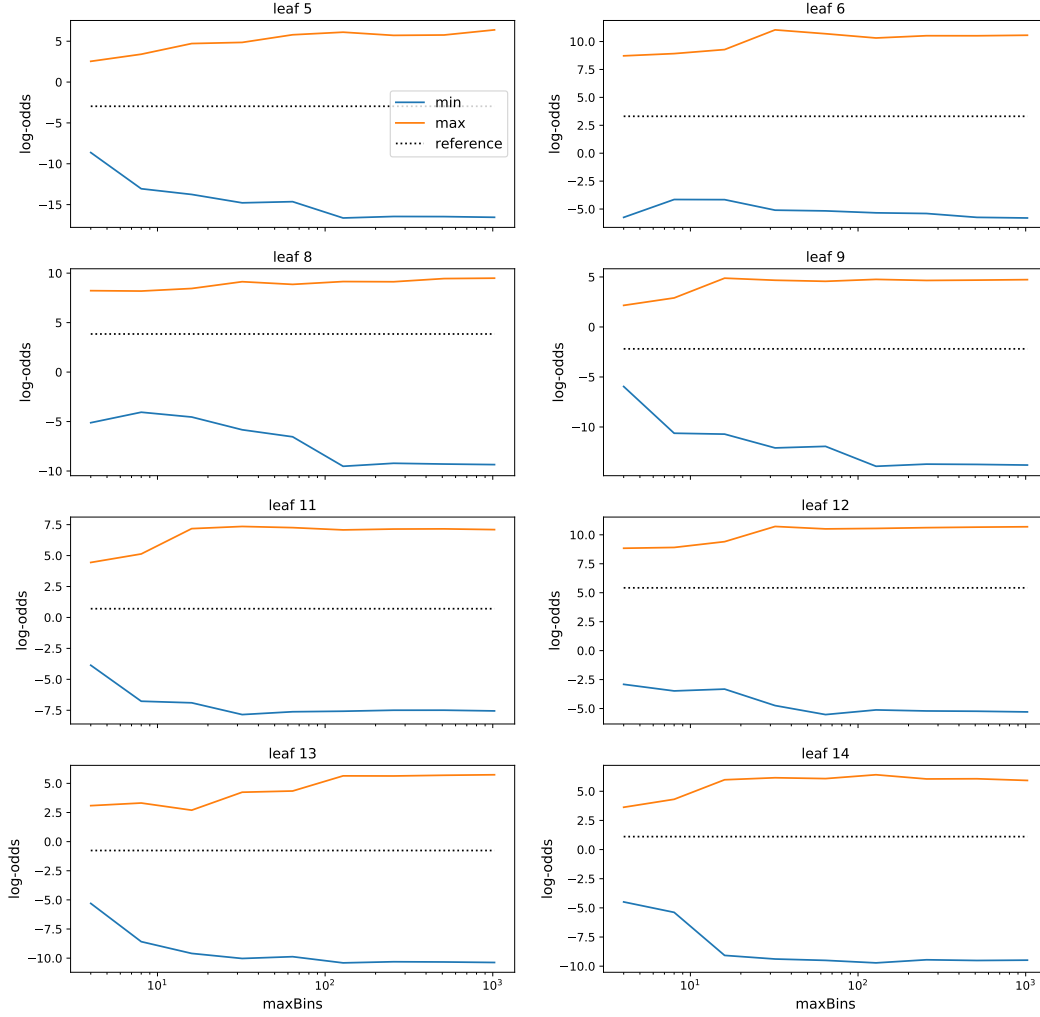 leaf 5
log-odds
5
0
−5
−10
−15
min
max
reference
leaf 6
log-odds
10.0
7.5
5.0
2.5
0.0
−2.5
−5.0
leaf 8
log-odds
10
5
0
−5
−10
leaf 9
log-odds
5
0
−5
−10
leaf 11
log-odds
7.5
5.0
2.5
0.0
−2.5
−5.0
−7.5
leaf 12
log-odds
10.0
7.5
5.0
2.5
0.0
−2.5
−5.0
leaf 13
log-odds
5.0
2.5
0.0
−2.5
−5.0
−7.5
−10.0
10¹ 10² 10³
maxBins
leaf 14
log-odds
5.0
2.5
0.0
−2.5
−5.0
−7.5
−10.0
10¹ 10² 10³
maxBins